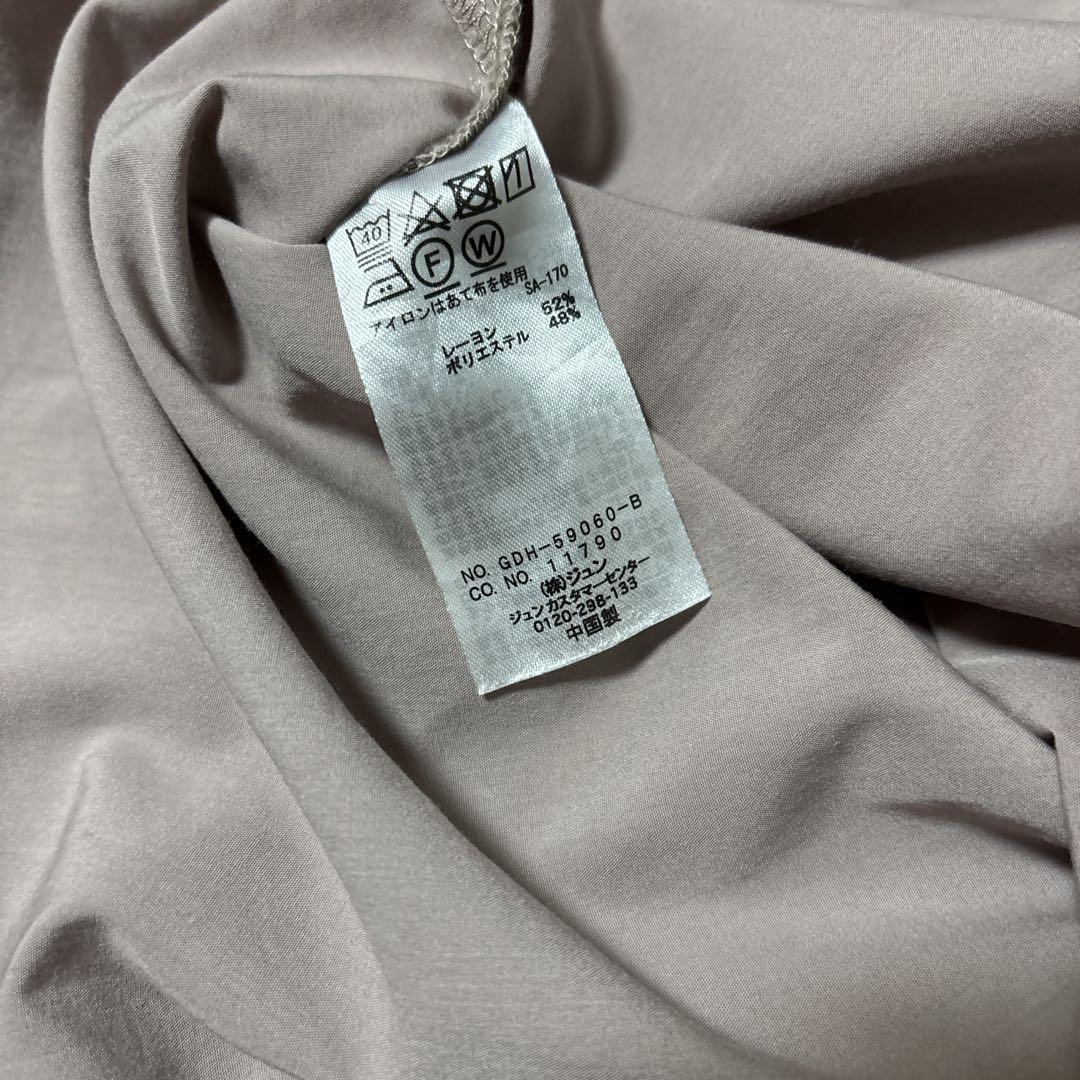 40
F W
アイロンはあて布を使用 SA-170
レーヨン 52%
ポリエステル 48%
NO. GDH-59060-B
CO. NO. 11790
(株)ジュン
ジュンカスタマーセンター
0120-298-133
中国製